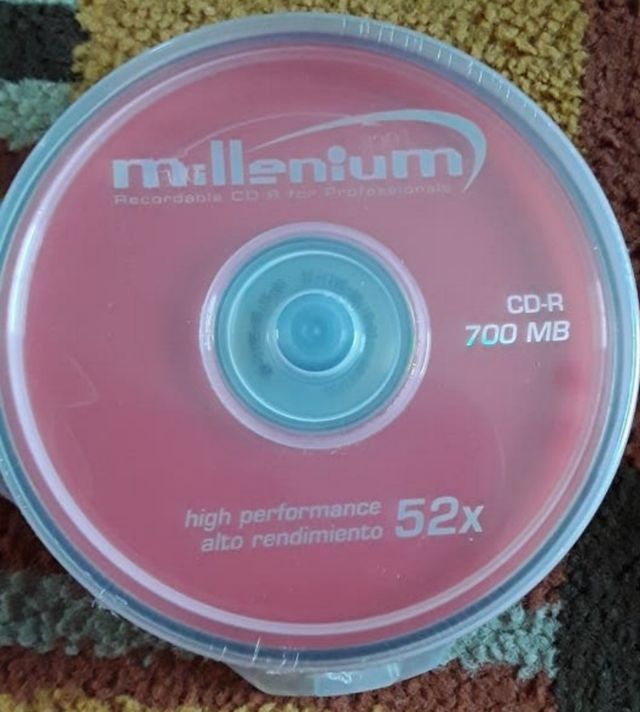 millenium
Recordable CD-R for Professionals
CD-R
700 MB
high performance
alto rendimiento 52x